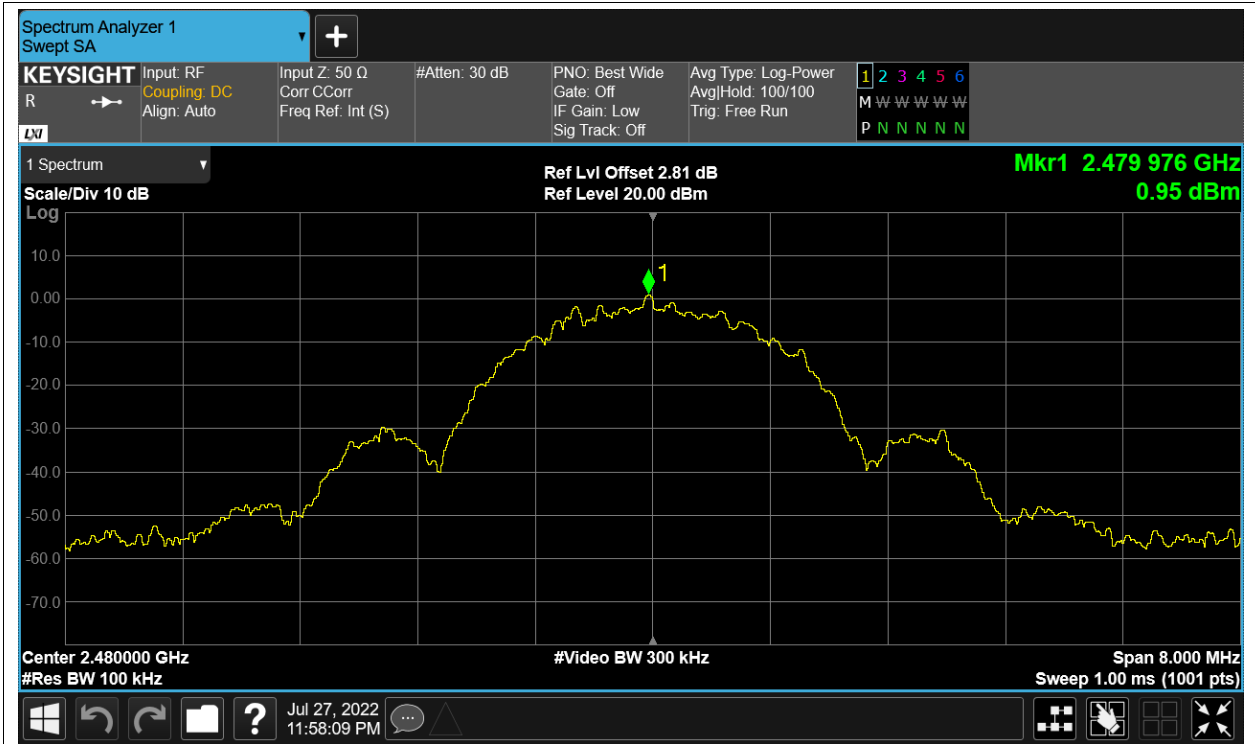 Spectrum Analyzer 1
Swept SA
KEYSIGHT
R
LXI
Input: RF
Coupling: DC
Align: Auto
Input Z: 50 Ω
Corr CCorr
Freq Ref: Int (S)
#Atten: 30 dB
PNO: Best Wide
Gate: Off
IF Gain: Low
Sig Track: Off
Avg Type: Log-Power
Avg|Hold: 100/100
Trig: Free Run
1 2 3 4 5 6
M W W W W W
P N N N N N
1 Spectrum
Scale/Div 10 dB
Log
Ref Lvl Offset 2.81 dB
Ref Level 20.00 dBm
Mkr1 2.479 976 GHz
0.95 dBm
1
10.0
0.00
-10.0
-20.0
-30.0
-40.0
-50.0
-60.0
-70.0
Center 2.480000 GHz
#Res BW 100 kHz
#Video BW 300 kHz
Span 8.000 MHz
Sweep 1.00 ms (1001 pts)
?
Jul 27, 2022
11:58:09 PM